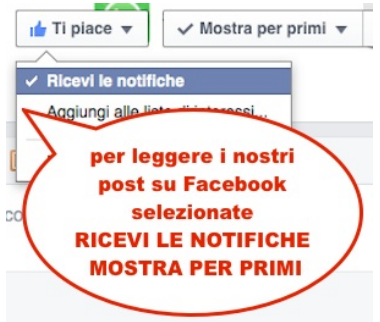 Ti piace
Mostra per primi
Ricevi le notifiche
Aggiungi alle liste di interessi...
per leggere i nostri
post su Facebook
selezionate
RICEVI LE NOTIFICHE
MOSTRA PER PRIMI